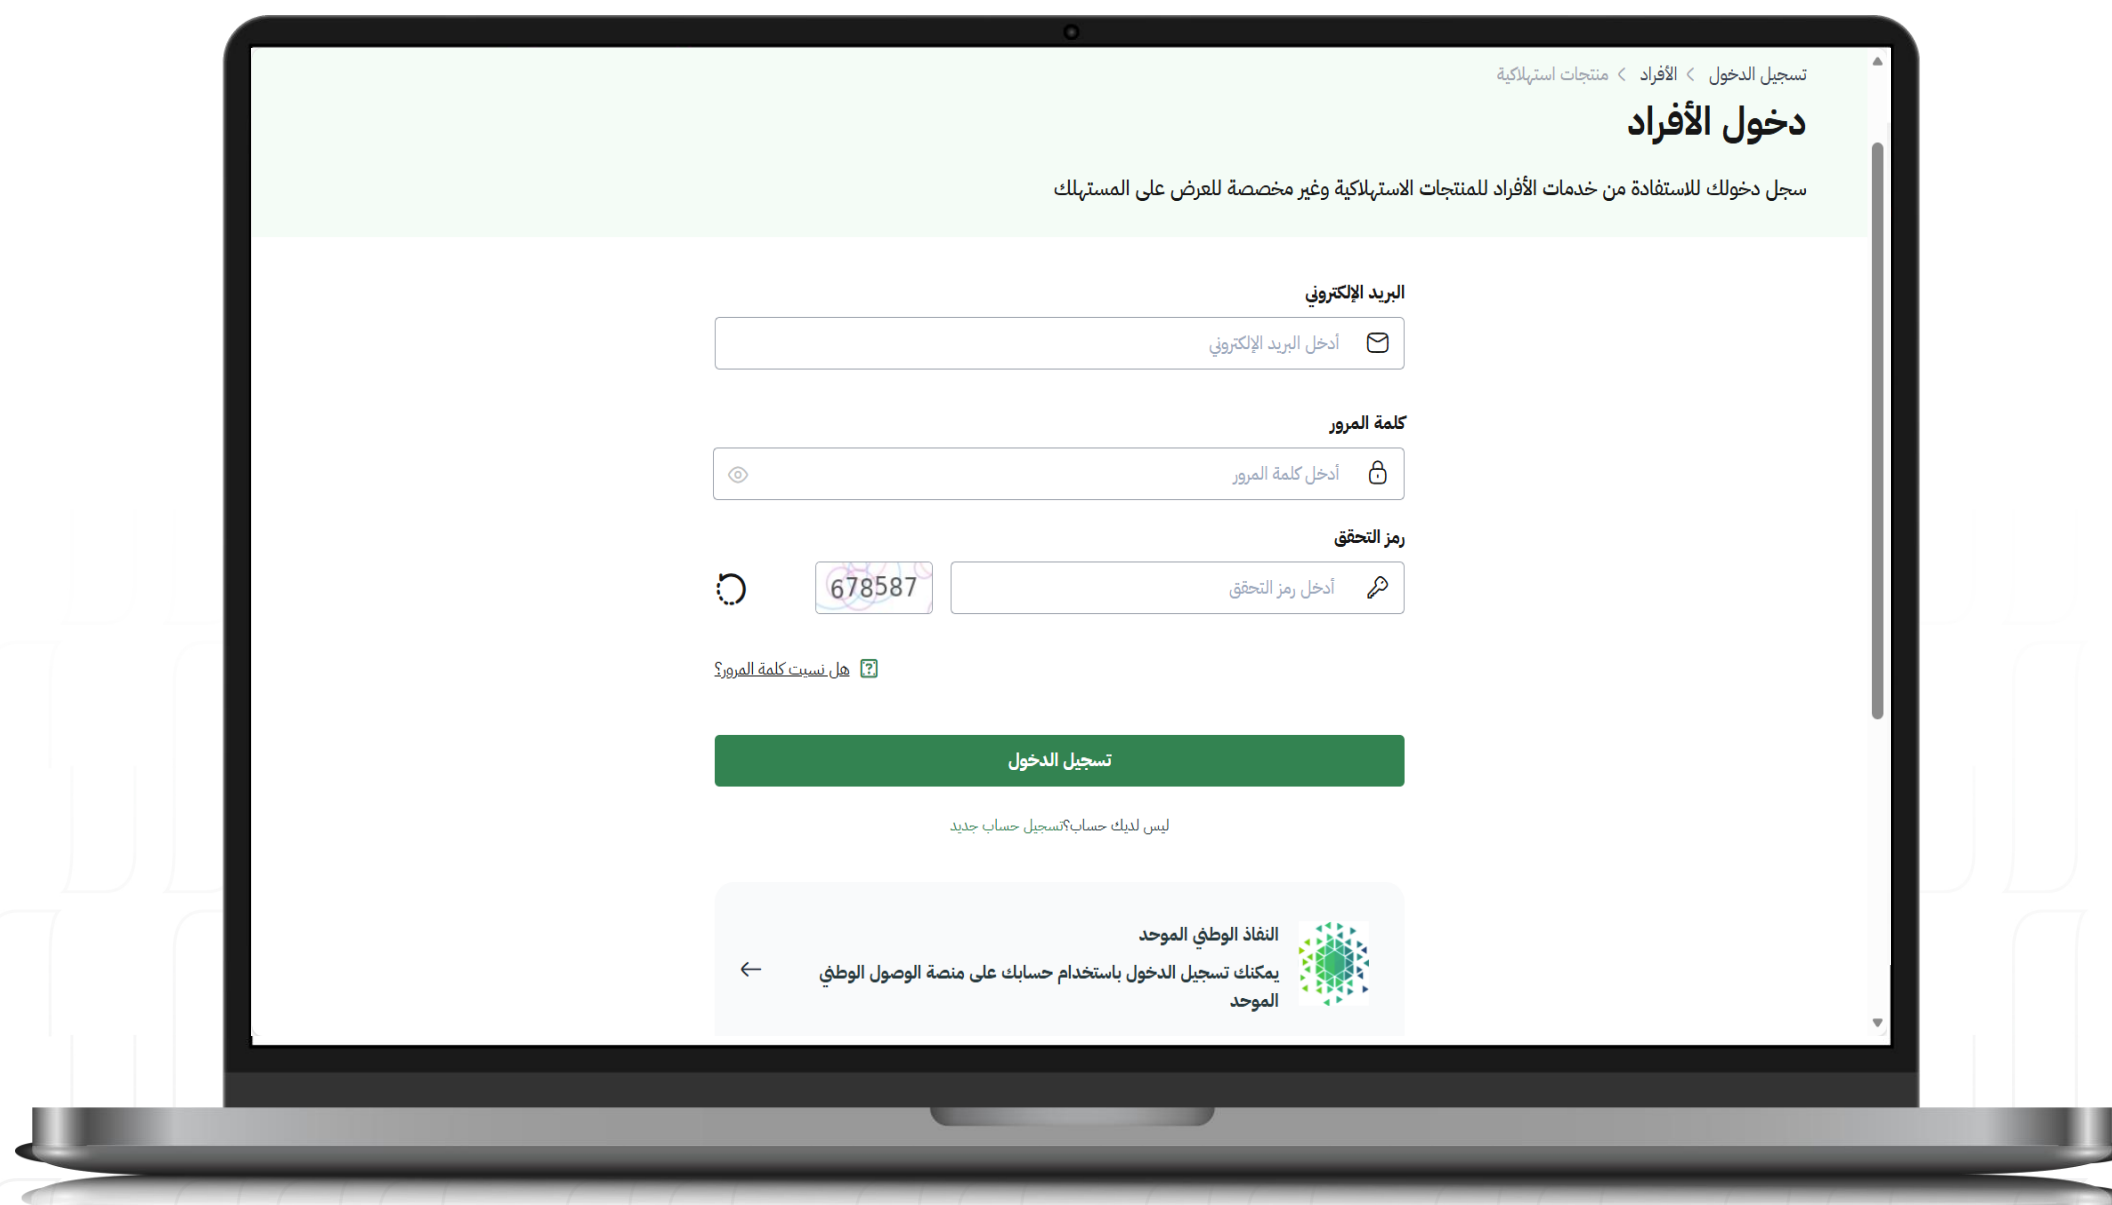 تسجيل الدخول > الأفراد > منتجات استهلاكية
دخول الأفراد
سجل دخولك للاستفادة من خدمات الأفراد للمنتجات الاستهلاكية وغير مخصصة للعرض على المستهلك
البريد الإلكتروني
أدخل البريد الإلكتروني
كلمة المرور
أدخل كلمة المرور
رمز التحقق
أدخل رمز التحقق
678587
هل نسيت كلمة المرور؟
تسجيل الدخول
ليس لديك حساب؟تسجيل حساب جديد
النفاذ الوطني الموحد
يمكنك تسجيل الدخول باستخدام حسابك على منصة الوصول الوطني
الموحد